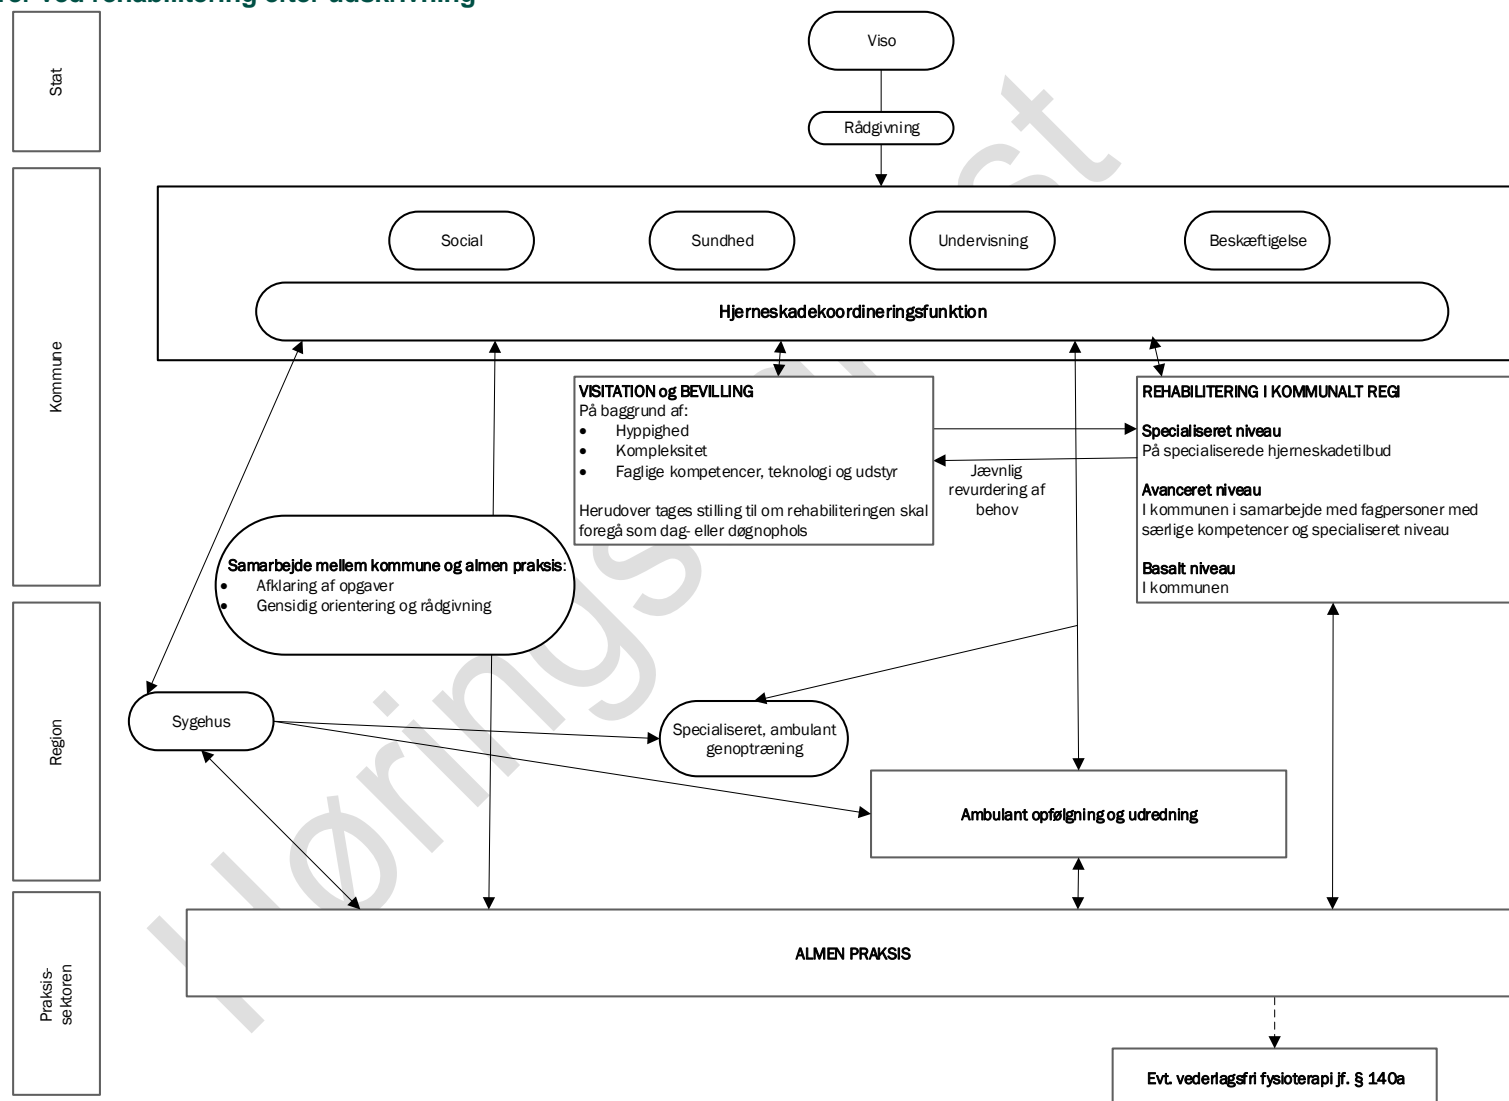 ved rehabilitering efter udskrivning
Stat
Viso
Rådgivning
Kommune
Social
Sundhed
Undervisning
Beskæftigelse
Hjerneskadekoordineringsfunktion
VISITATION og BEVILLING
På baggrund af:
• Hyppighed
• Kompleksitet
• Faglige kompetencer, teknologi og udstyr
Herudover tages stilling til om rehabiliteringen skal
foregå som dag- eller døgnophols
Jævnlig
revurdering af
behov
REHABILITERING I KOMMUNALT REGI
Specialiseret niveau
På specialiserede hjerneskadetilbud
Avanceret niveau
I kommunen i samarbejde med fagpersoner med
særlige kompetencer og specialiseret niveau
Basalt niveau
I kommunen
Samarbejde mellem kommune og almen praksis:
• Afklaring af opgaver
• Gensidig orientering og rådgivning
Region
Sygehus
Specialiseret, ambulant
genoptræning
Ambulant opfølgning og udredning
Praksis-
sektoren
ALMEN PRAKSIS
Evt. vederlagsfri fysioterapi jf. § 140a